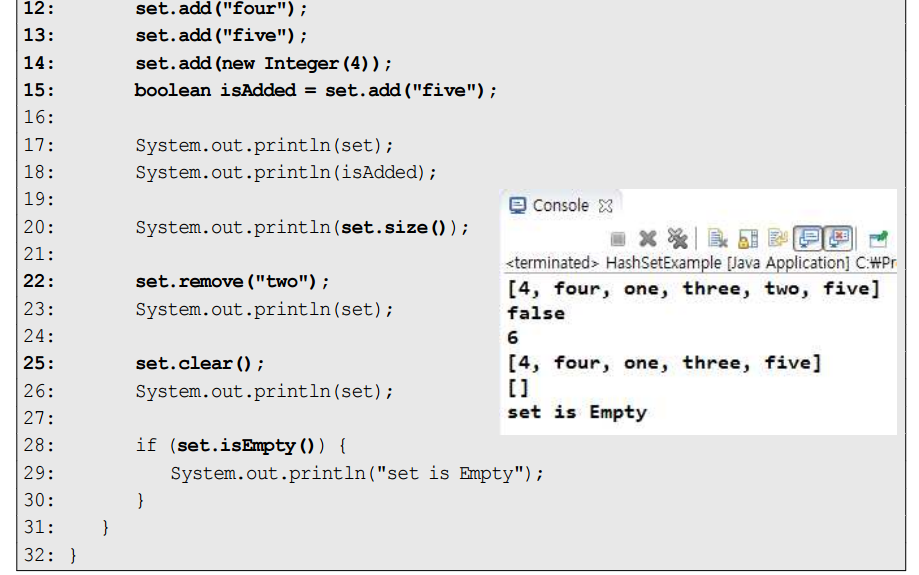 12: set.add("four");
13: set.add("five");
14: set.add(new Integer(4));
15: boolean isAdded = set.add("five");
16:
17: System.out.println(set);
18: System.out.println(isAdded);
19:
20: System.out.println(set.size());
21:
22: set.remove("two");
23: System.out.println(set);
24:
25: set.clear();
26: System.out.println(set);
27:
28: if (set.isEmpty()) {
29: System.out.println("set is Empty");
30: }
31: }
32: }
Console
<terminated> HashSetExample [Java Application] C:₩Pr
[4, four, one, three, two, five]
false
6
[4, four, one, three, five]
[]
set is Empty